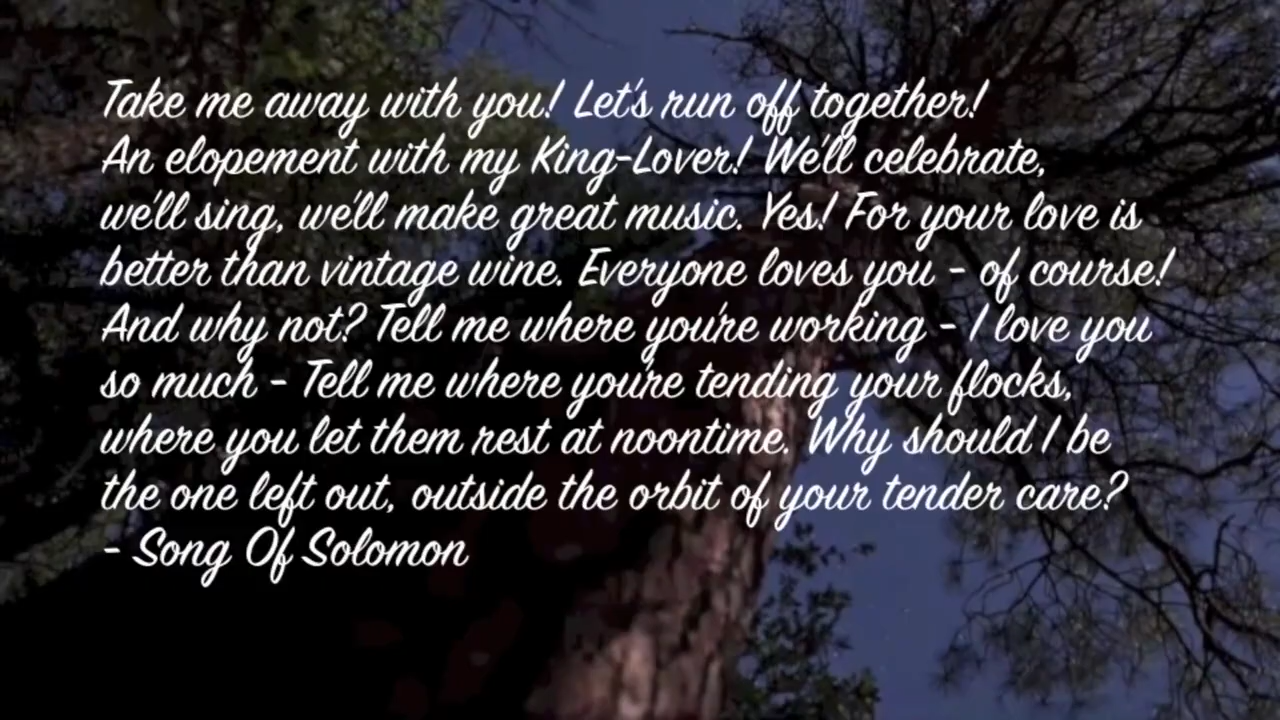 Take me away with you! Let's run off together!
An elopement with my King-Lover! We'll celebrate,
we'll sing, we'll make great music. Yes! For your love is
better than vintage wine. Everyone loves you - of course!
And why not? Tell me where you're working - I love you
so much - Tell me where you're tending your flocks,
where you let them rest at noontime. Why should I be
the one left out, outside the orbit of your tender care?
- Song Of Solomon